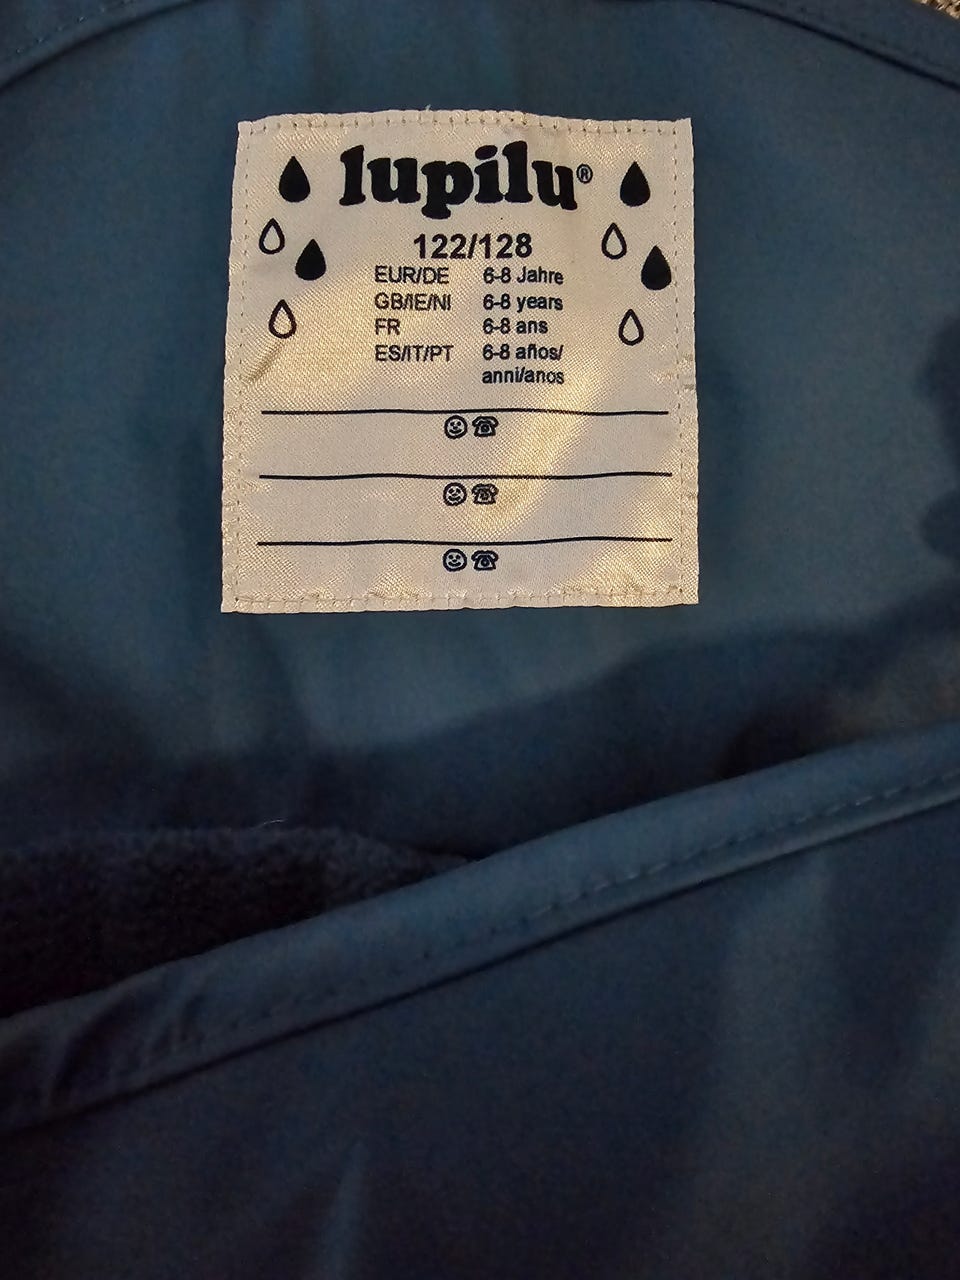 lupilu®
122/128
EUR/DE 6-8 Jahre
GB/IE/NI 6-8 years
FR 6-8 ans
ES/IT/PT 6-8 años/
anni/anos